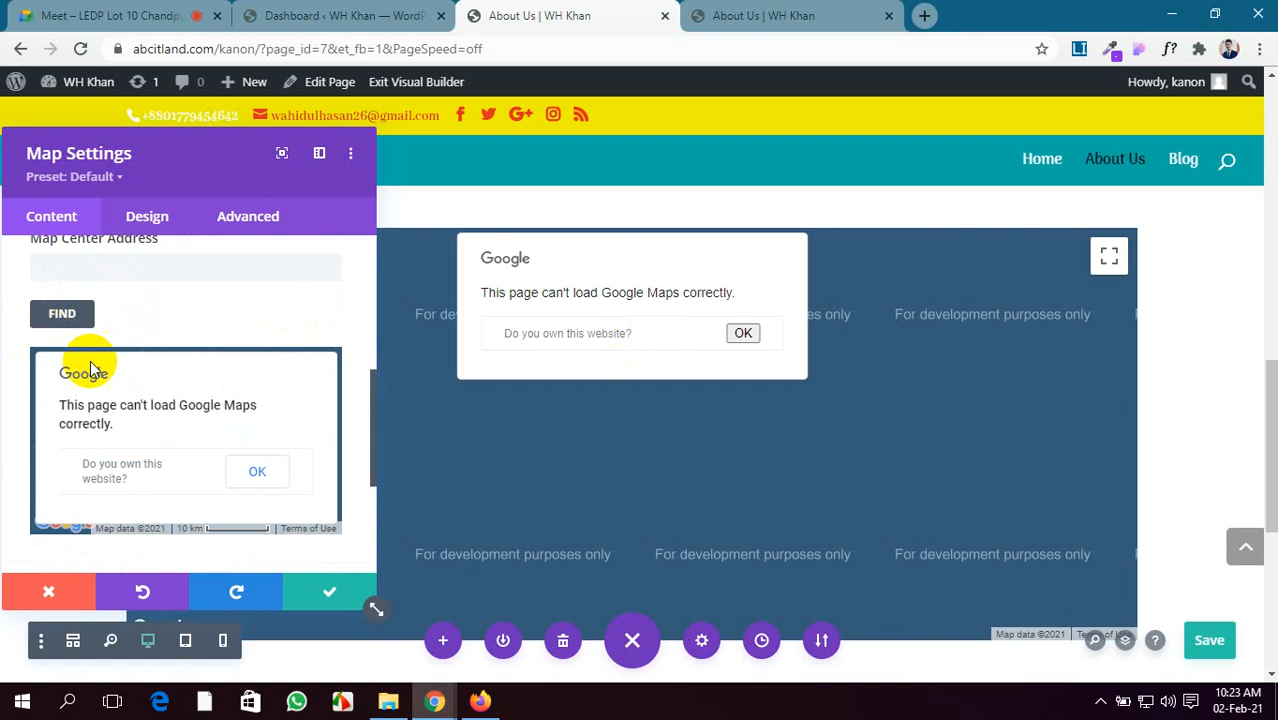 Meet – LEDP Lot 10 Chandp
Dashboard ‹ WH Khan — WordP
About Us | WH Khan
About Us | WH Khan
abcitland.com/kanon/?page_id=7&et_fb=1&PageSpeed=off
WH Khan
1
0
New
Edit Page
Exit Visual Builder
Howdy, kanon
+8801779454642
wahidulhasan26@gmail.com
Home
About Us
Blog
Map Settings
Preset: Default
Content
Design
Advanced
Map Center Address
FIND
Google
This page can't load Google Maps
correctly.
Do you own this
website?
OK
Map data ©2021
10 km
Terms of Use
Google
This page can't load Google Maps correctly.
Do you own this website?
OK
For development purposes only
For development purposes only
For development purposes only
For development purposes only
For development purposes only
Map data ©2021
Save
10:23 AM
02-Feb-21